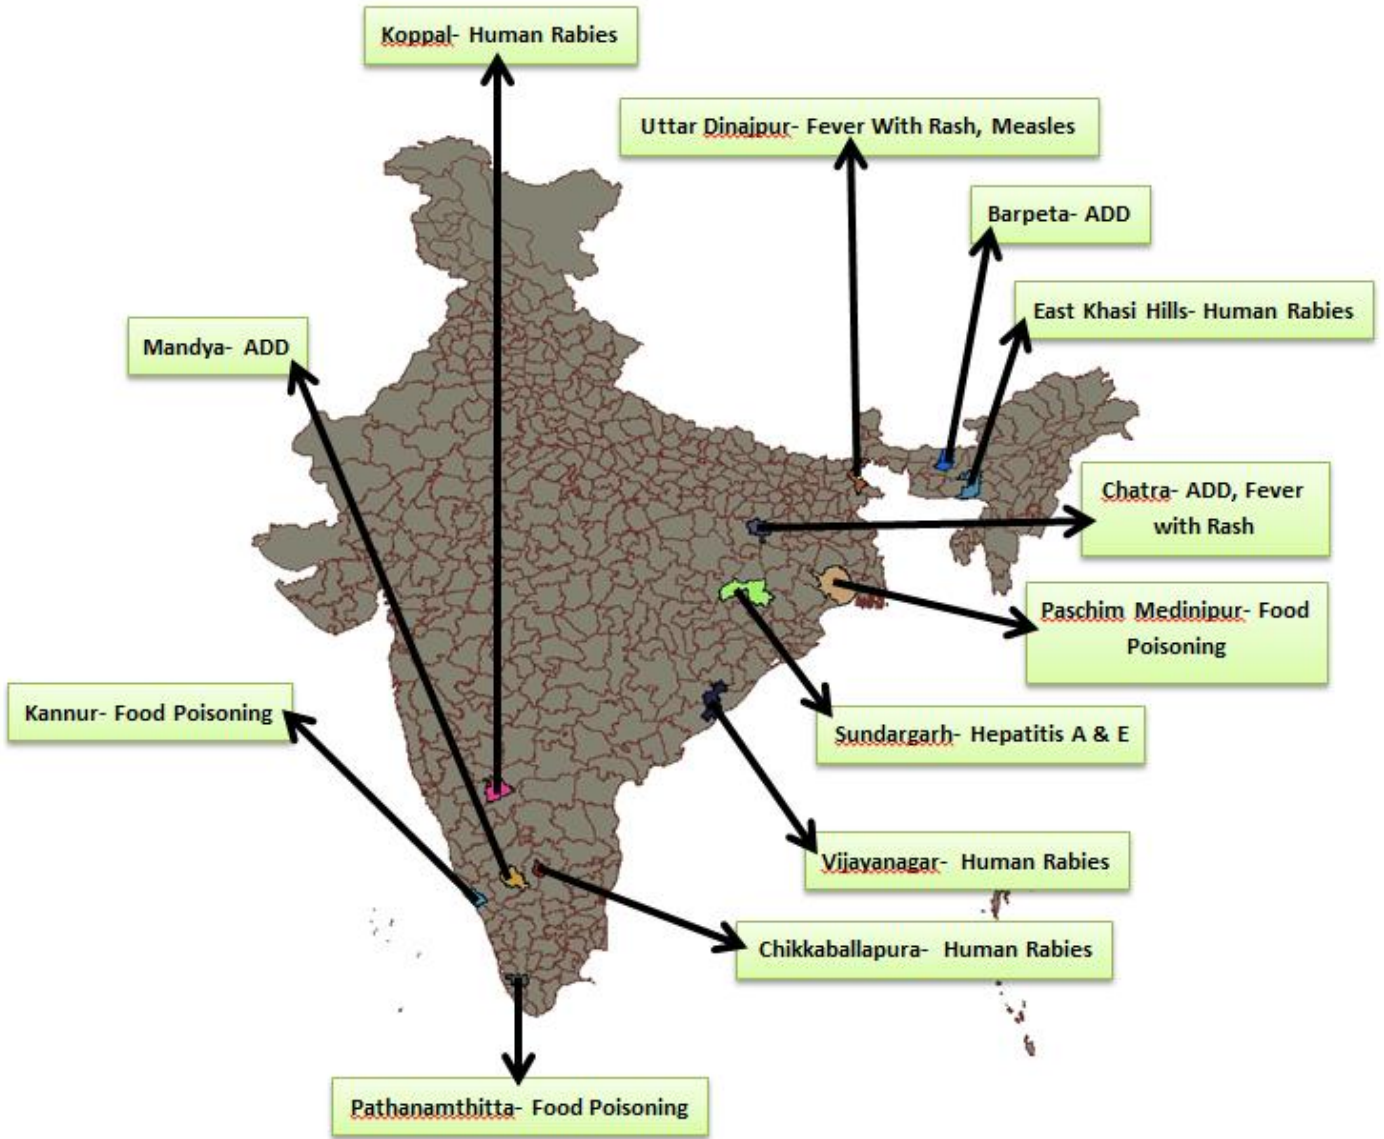 Koppal- Human Rabies
Uttar Dinajpur- Fever With Rash, Measles
Barpeta- ADD
East Khasi Hills- Human Rabies
Mandya- ADD
Chatra- ADD, Fever
with Rash
Paschim Medinipur- Food
Poisoning
Kannur- Food Poisoning
Sundargarh- Hepatitis A & E
Vijayanagar- Human Rabies
Chikkaballapura- Human Rabies
Pathanamthitta- Food Poisoning